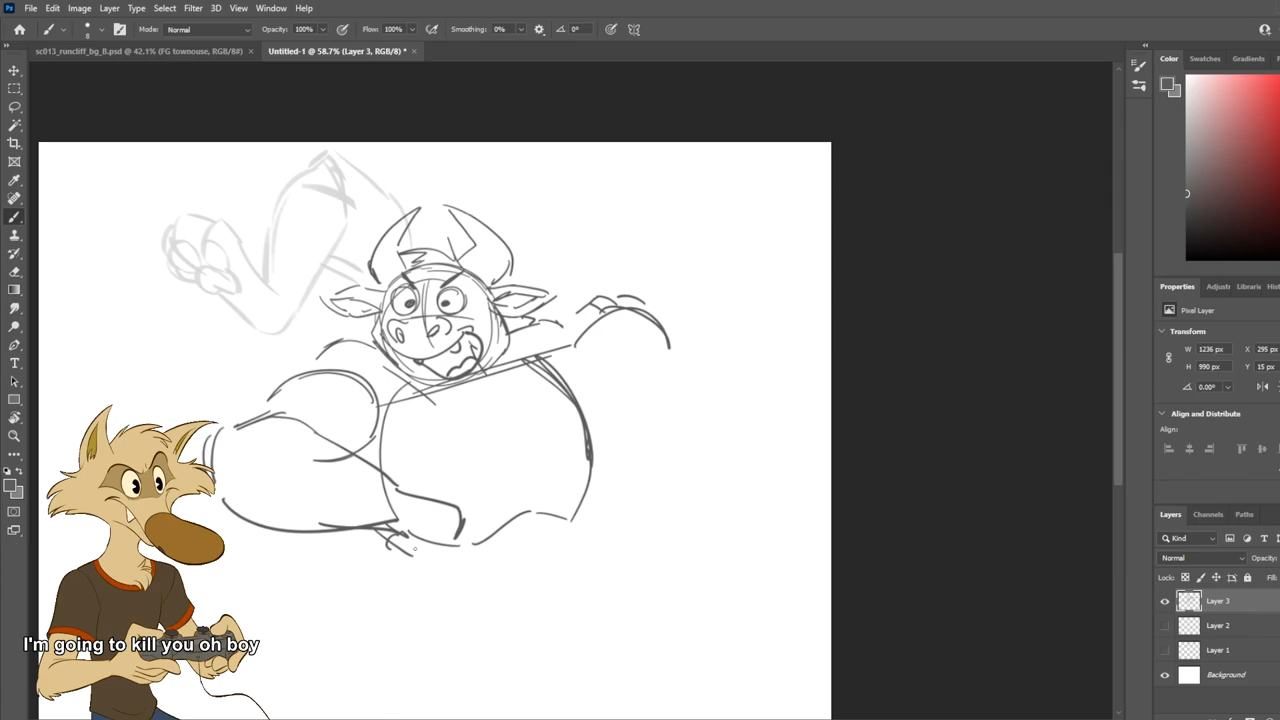 File Edit Image Layer Type Select Filter 3D View Window Help
Mode: Normal Opacity: 100% Flow: 100% Smoothing: 0% 0°
8
sc013_runcliff_bg_B.psd @ 42.1% (FG townouse, RGB/8#) × Untitled-1 @ 58.7% (Layer 3, RGB/8) * ×
Color Swatches Gradients
Properties Adjustr Librarie Hist
Pixel Layer
Transform
W 1236 px X 295 px
H 990 px Y 15 px
0.00°
Align and Distribute
Align:
Layers Channels Paths
Kind
Normal Opacity:
Lock: Fill:
Layer 3
Layer 2
Layer 1
Background
I'm going to kill you oh boy